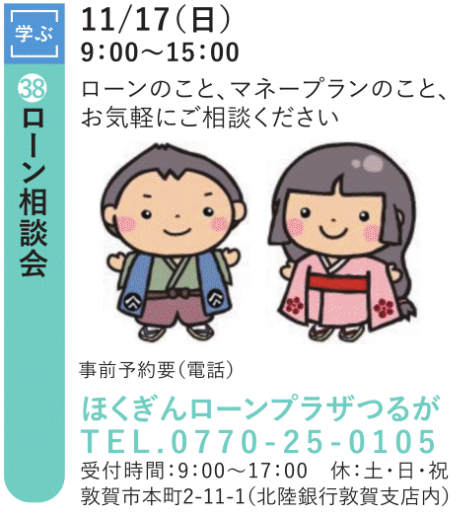 学ぶ
㊳ローン相談会
11/17（日）
9：00～15：00
ローンのこと、マネープランのこと、
お気軽にご相談ください
事前予約要（電話）
ほくぎんローンプラザつるが
TEL.0770-25-0105
受付時間：9：00～17：00　休：土・日・祝
敦賀市本町2-11-1（北陸銀行敦賀支店内）